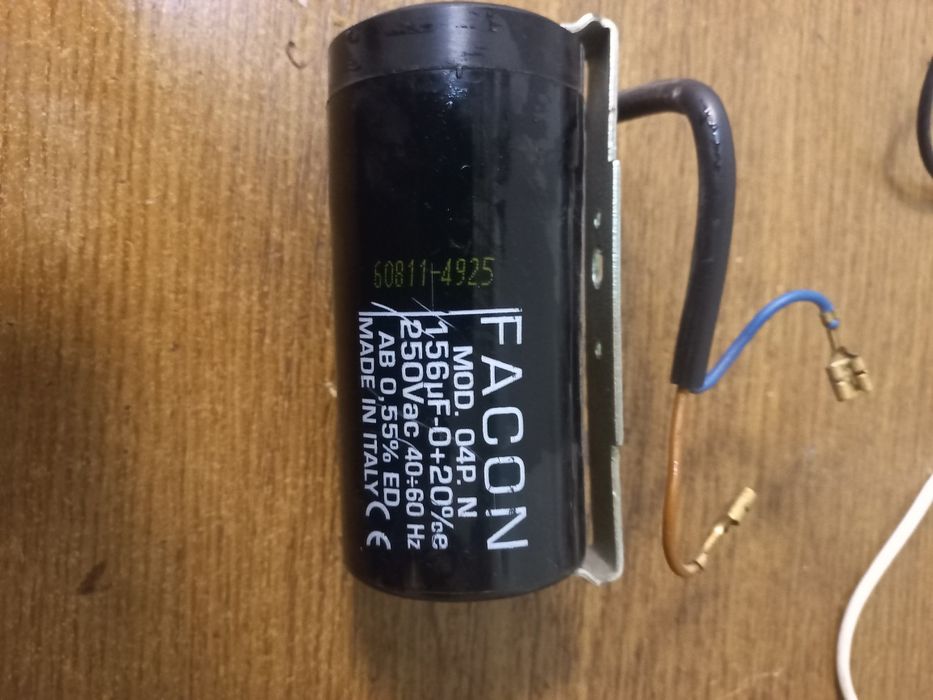 60811-4925
FACON
MOD. 04P. N
156µF-0+20%e
250Vac 40÷60 Hz
AB 0,55% ED
MADE IN ITALY CE